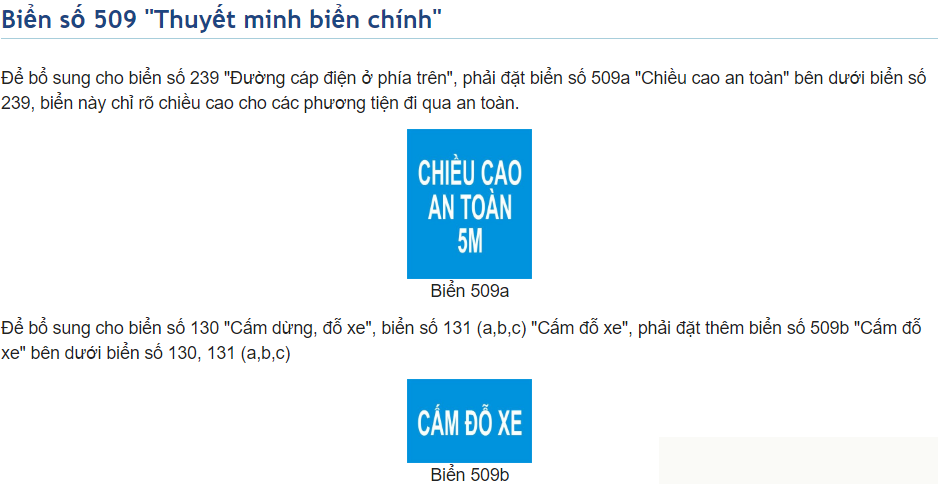 Biển số 509 "Thuyết minh biển chính"
Để bổ sung cho biển số 239 "Đường cáp điện ở phía trên", phải đặt biển số 509a "Chiều cao an toàn" bên dưới biển số
239, biển này chỉ rõ chiều cao cho các phương tiện đi qua an toàn.
CHIỀU CAO
AN TOÀN
5M
Biển 509a
Để bổ sung cho biển số 130 "Cấm dừng, đỗ xe", biển số 131 (a,b,c) "Cấm đỗ xe", phải đặt thêm biển số 509b "Cấm đỗ
xe" bên dưới biển số 130, 131 (a,b,c)
CẤM ĐỖ XE
Biển 509b